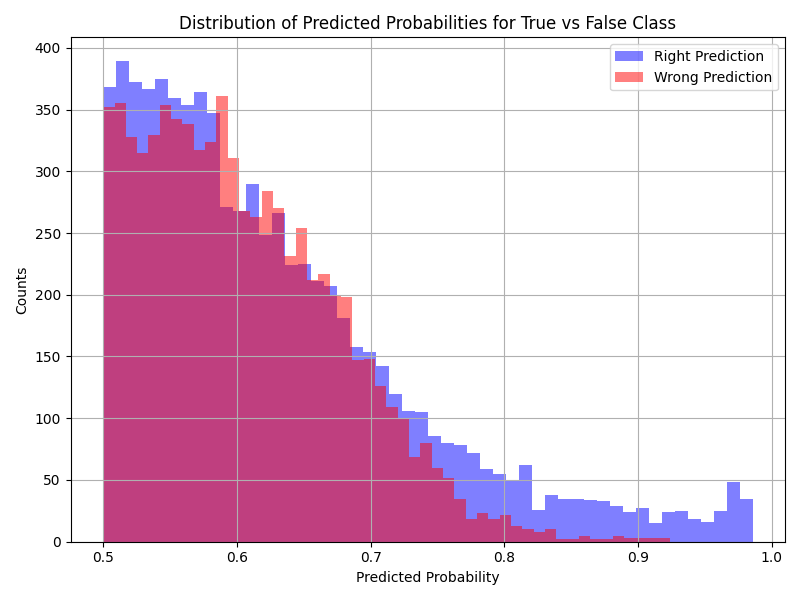 Distribution of Predicted Probabilities for True vs False Class
Right Prediction
Wrong Prediction
400
350
300
250
200
150
100
50
0
Counts
0.5 0.6 0.7 0.8 0.9 1.0
Predicted Probability